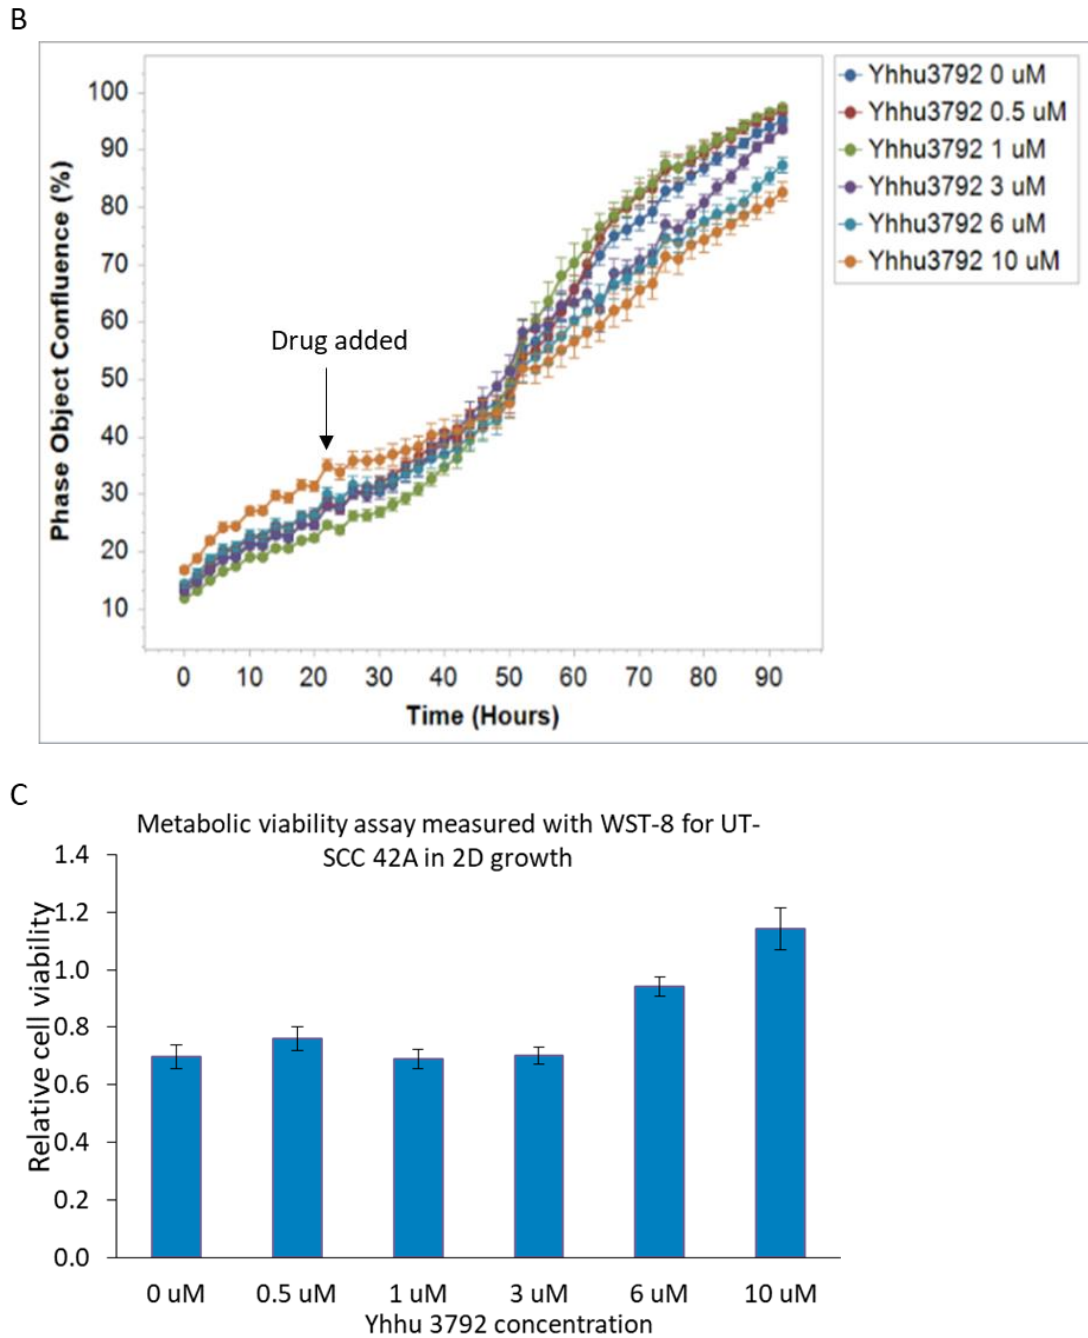 B
Yhhu3792 0 uM
Yhhu3792 0.5 uM
Yhhu3792 1 uM
Yhhu3792 3 uM
Yhhu3792 6 uM
Yhhu3792 10 uM
100
90
80
70
60
50
40
30
20
10
Phase Object Confluence (%)
Drug added
0 10 20 30 40 50 60 70 80 90
Time (Hours)
C
Metabolic viability assay measured with WST-8 for UT-
SCC 42A in 2D growth
1.4
1.2
1.0
0.8
0.6
0.4
0.2
0.0
Relative cell viability
0 uM 0.5 uM 1 uM 3 uM 6 uM 10 uM
Yhhu 3792 concentration